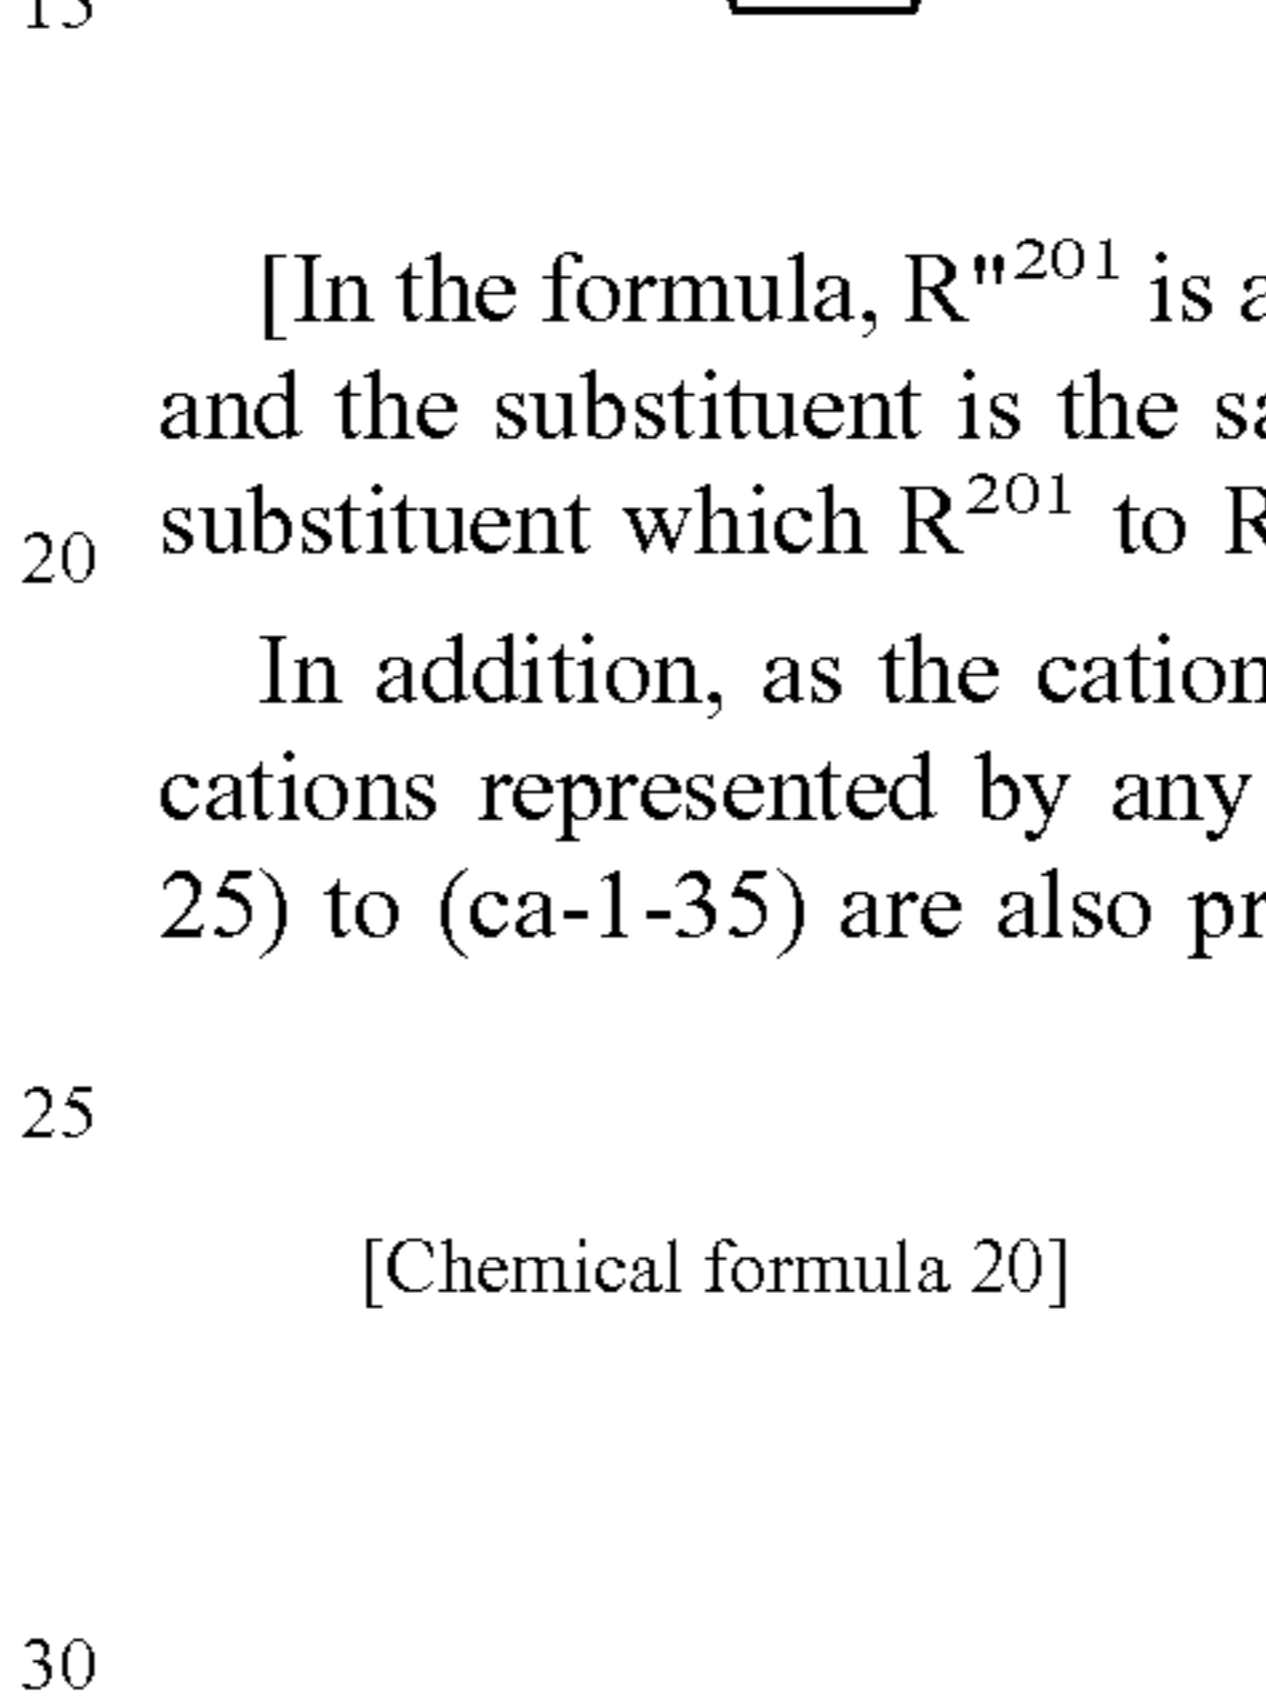 15
[In the formula, R"²⁰¹ is a
and the substituent is the sa
20 substituent which R²⁰¹ to R
In addition, as the cation
cations represented by any
25) to (ca-1-35) are also pr
25
[Chemical formula 20]
30